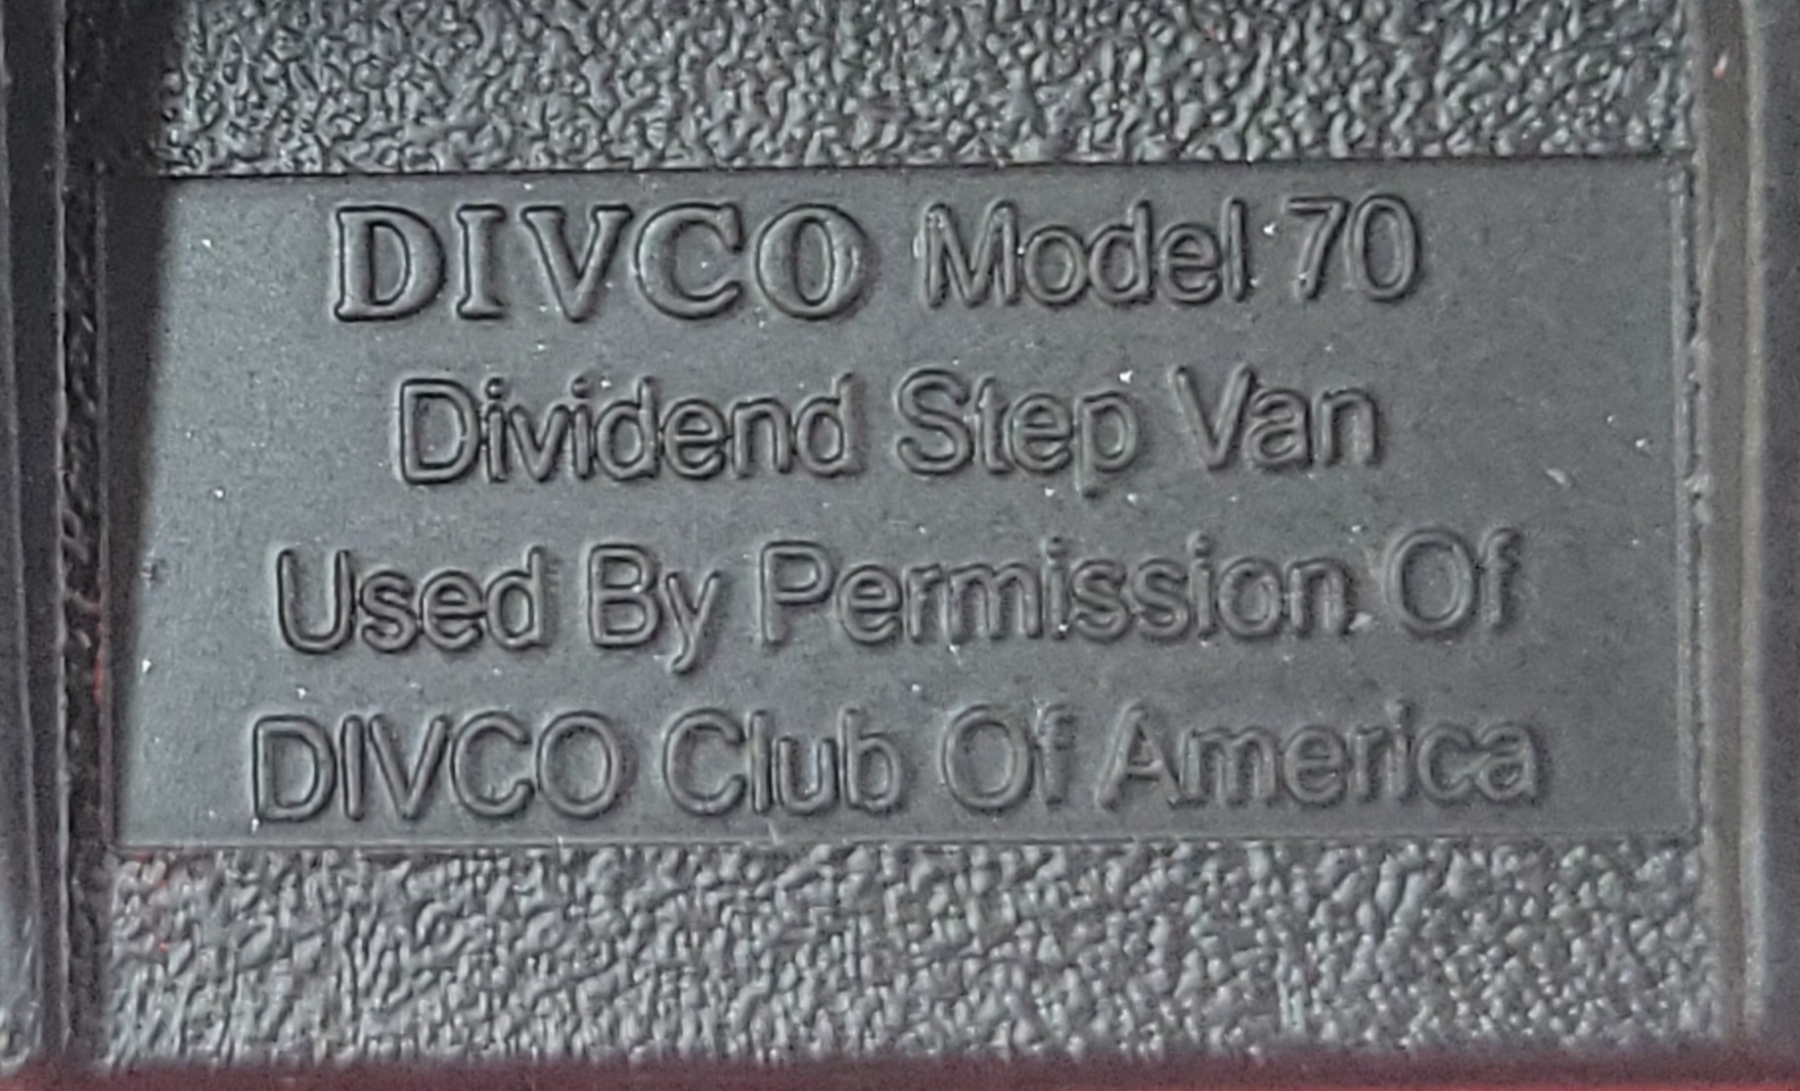 DIVCO Model 70
Dividend Step Van
Used By Permission Of
DIVCO Club Of America